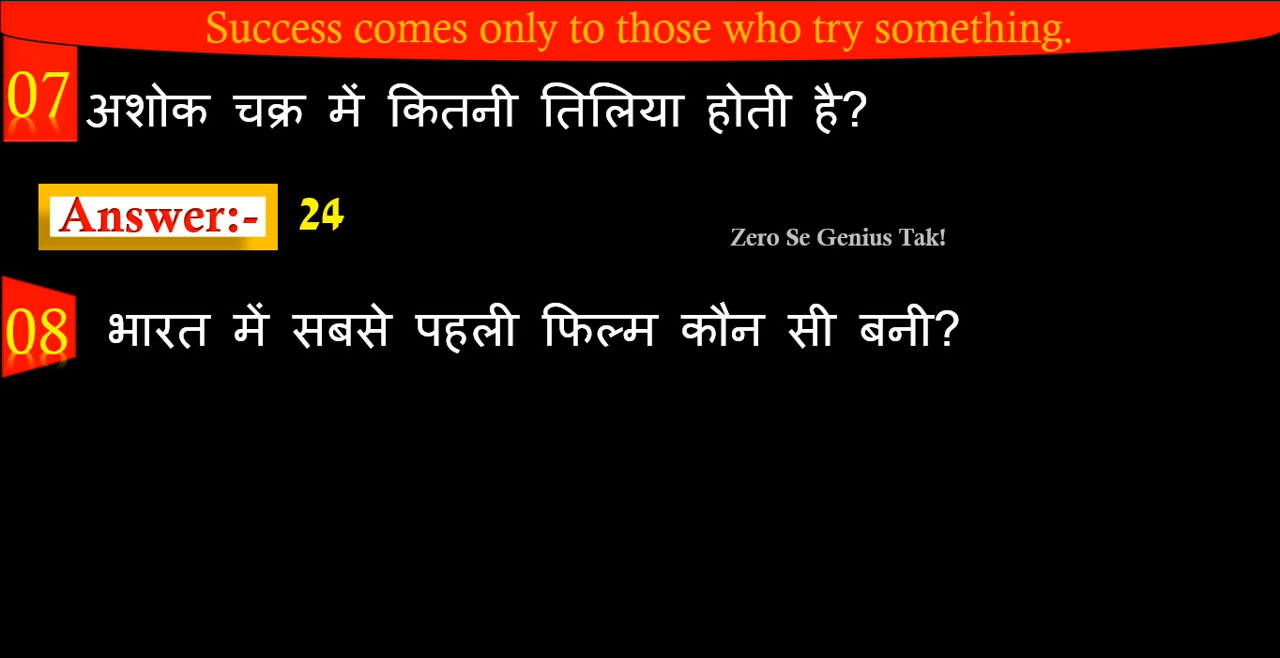 Success comes only to those who try something.
07 अशोक चक्र में कितनी तिलिया होती है?
Answer:- 24
Zero Se Genius Tak!
08 भारत में सबसे पहली फिल्म कौन सी बनी?